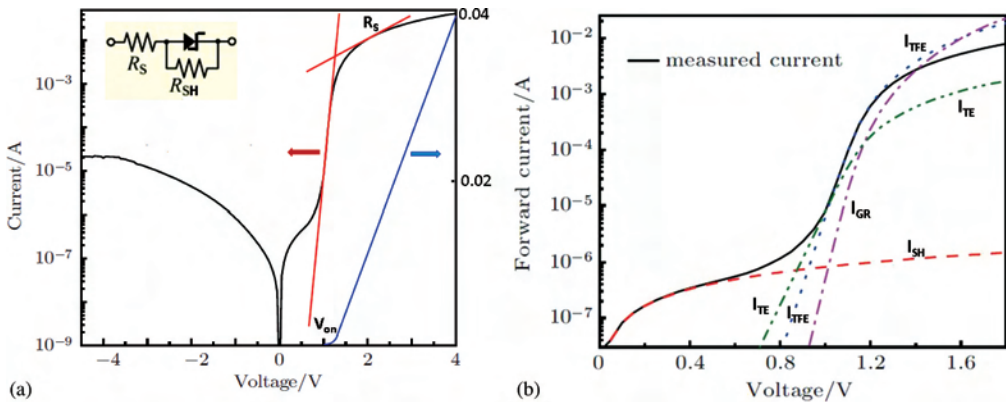 R_S
R_SH
R_S
V_on
Current/A
10^-3
10^-5
10^-7
10^-9
0.04
0.02
−4
−2
0
2
4
Voltage/V
(a)
measured current
I_TFE
I_TE
I_GR
I_SH
I_TE
I_TFE
Forward current/A
10^-2
10^-3
10^-4
10^-5
10^-6
10^-7
0
0.4
0.8
1.2
1.6
Voltage/V
(b)